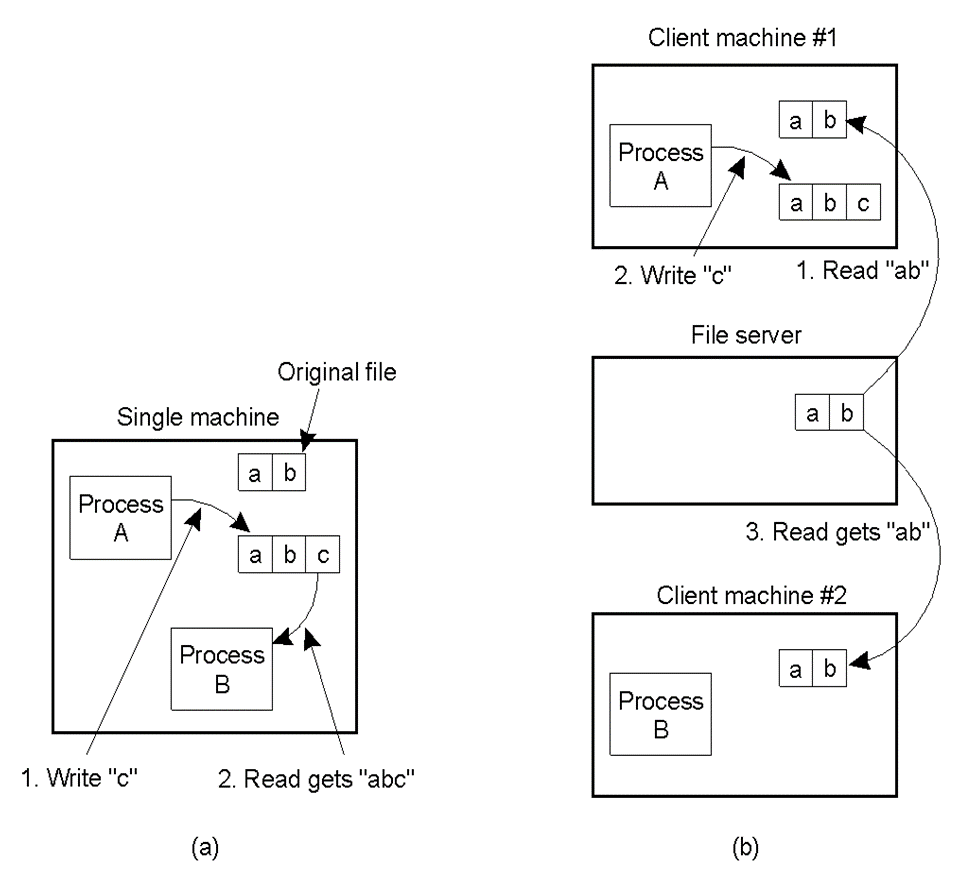 Original file
Single machine
a b
Process
A
a b c
Process
B
1. Write "c"
2. Read gets "abc"
(a)
Client machine #1
a b
Process
A
a b c
2. Write "c"
1. Read "ab"
File server
a b
3. Read gets "ab"
Client machine #2
a b
Process
B
(b)